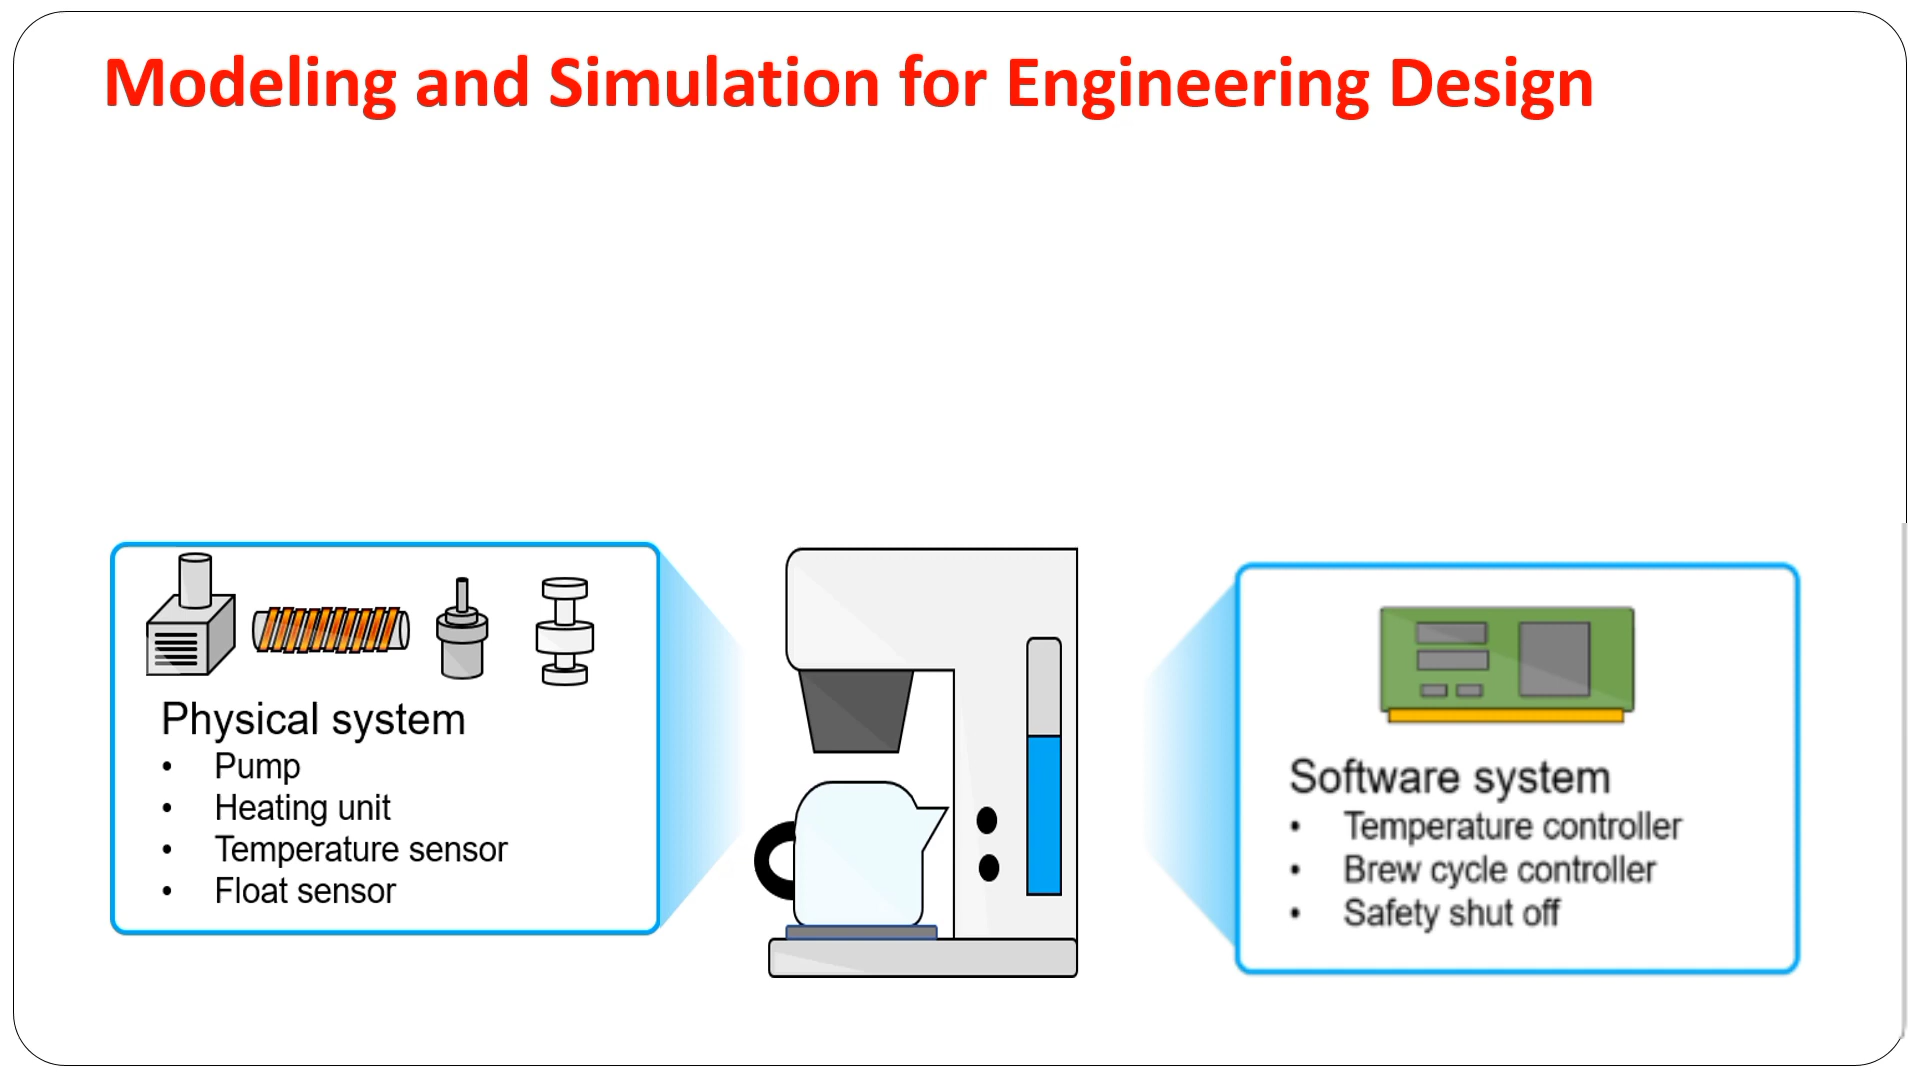 Modeling and Simulation for Engineering Design
Physical system
• Pump
• Heating unit
• Temperature sensor
• Float sensor
Software system
• Temperature controller
• Brew cycle controller
• Safety shut off